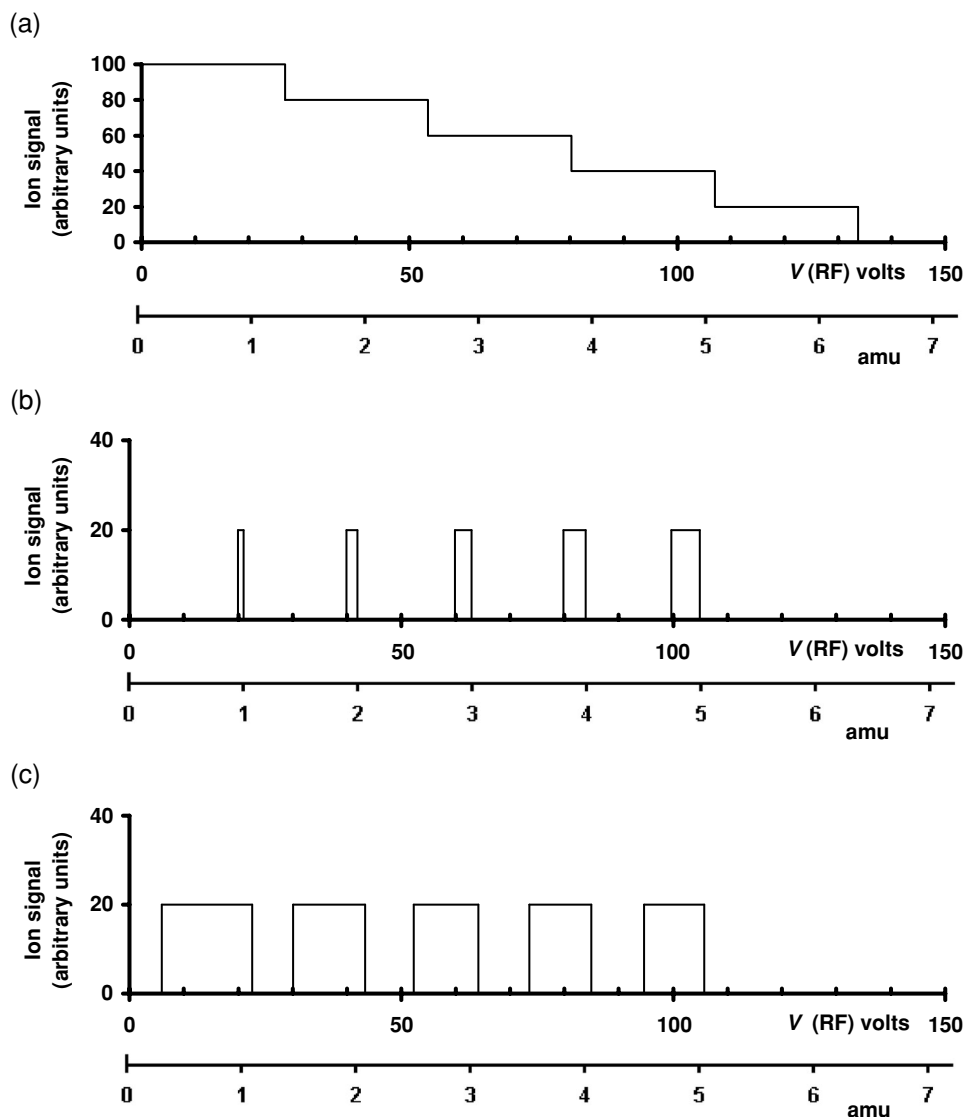 (a)
Ion signal
(arbitrary units)
100
80
60
40
20
0
0 50 100 V (RF) volts 150
0 1 2 3 4 5 6 7
amu
(b)
Ion signal
(arbitrary units)
40
20
0
0 50 100 V (RF) volts 150
0 1 2 3 4 5 6 7
amu
(c)
Ion signal
(arbitrary units)
40
20
0
0 50 100 V (RF) volts 150
0 1 2 3 4 5 6 7
amu